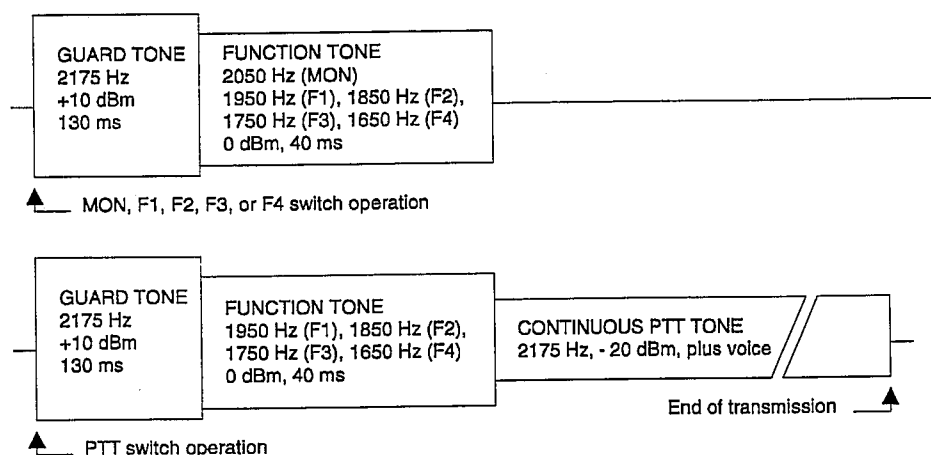 GUARD TONE
2175 Hz
+10 dBm
130 ms
FUNCTION TONE
2050 Hz (MON)
1950 Hz (F1), 1850 Hz (F2),
1750 Hz (F3), 1650 Hz (F4)
0 dBm, 40 ms
MON, F1, F2, F3, or F4 switch operation
GUARD TONE
2175 Hz
+10 dBm
130 ms
FUNCTION TONE
1950 Hz (F1), 1850 Hz (F2),
1750 Hz (F3), 1650 Hz (F4)
0 dBm, 40 ms
CONTINUOUS PTT TONE
2175 Hz, - 20 dBm, plus voice
End of transmission
PTT switch operation